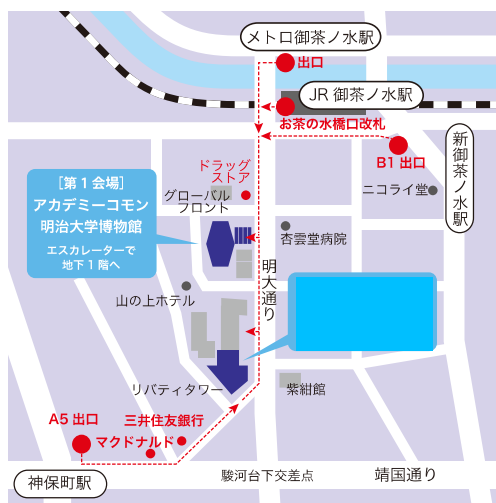 メトロ御茶ノ水駅
出口
JR 御茶ノ水駅
お茶の水橋口改札
B1 出口
新御茶ノ水駅
ドラッグ
ストア
ニコライ堂
[第1会場]
アカデミーコモン
明治大学博物館
エスカレーターで
地下1階へ
グローバル
フロント
杏雲堂病院
明大通り
山の上ホテル
リバティタワー
紫紺館
A5 出口
三井住友銀行
マクドナルド
神保町駅
駿河台下交差点
靖国通り